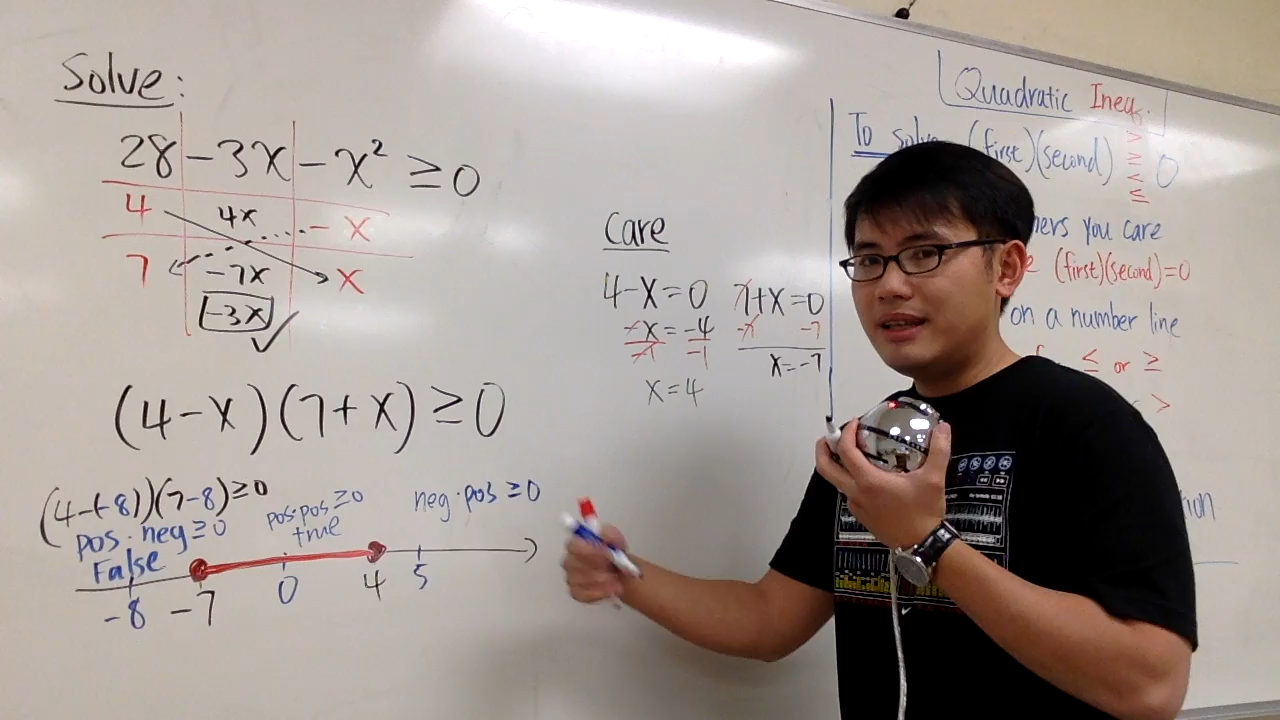 Solve:
28 -3x -x² ≥0
4 4x -x
7 -7x x
-3x ✓
(4-x)(7+x)≥0
(4-(-8))(7-8)≥0
pos. neg ≥0
False
pos.pos ≥0
true
neg.pos ≥0
-8 -7 0 4 5
Care
4-x=0
-x=-4
-1 -1
x=4
7+x=0
-7 -7
x=-7
Quadratic Ineq.
To solve (first)(second) > ≥ < ≤ 0
you care
(first)(second)=0
on a number line
≤ or ≥
>